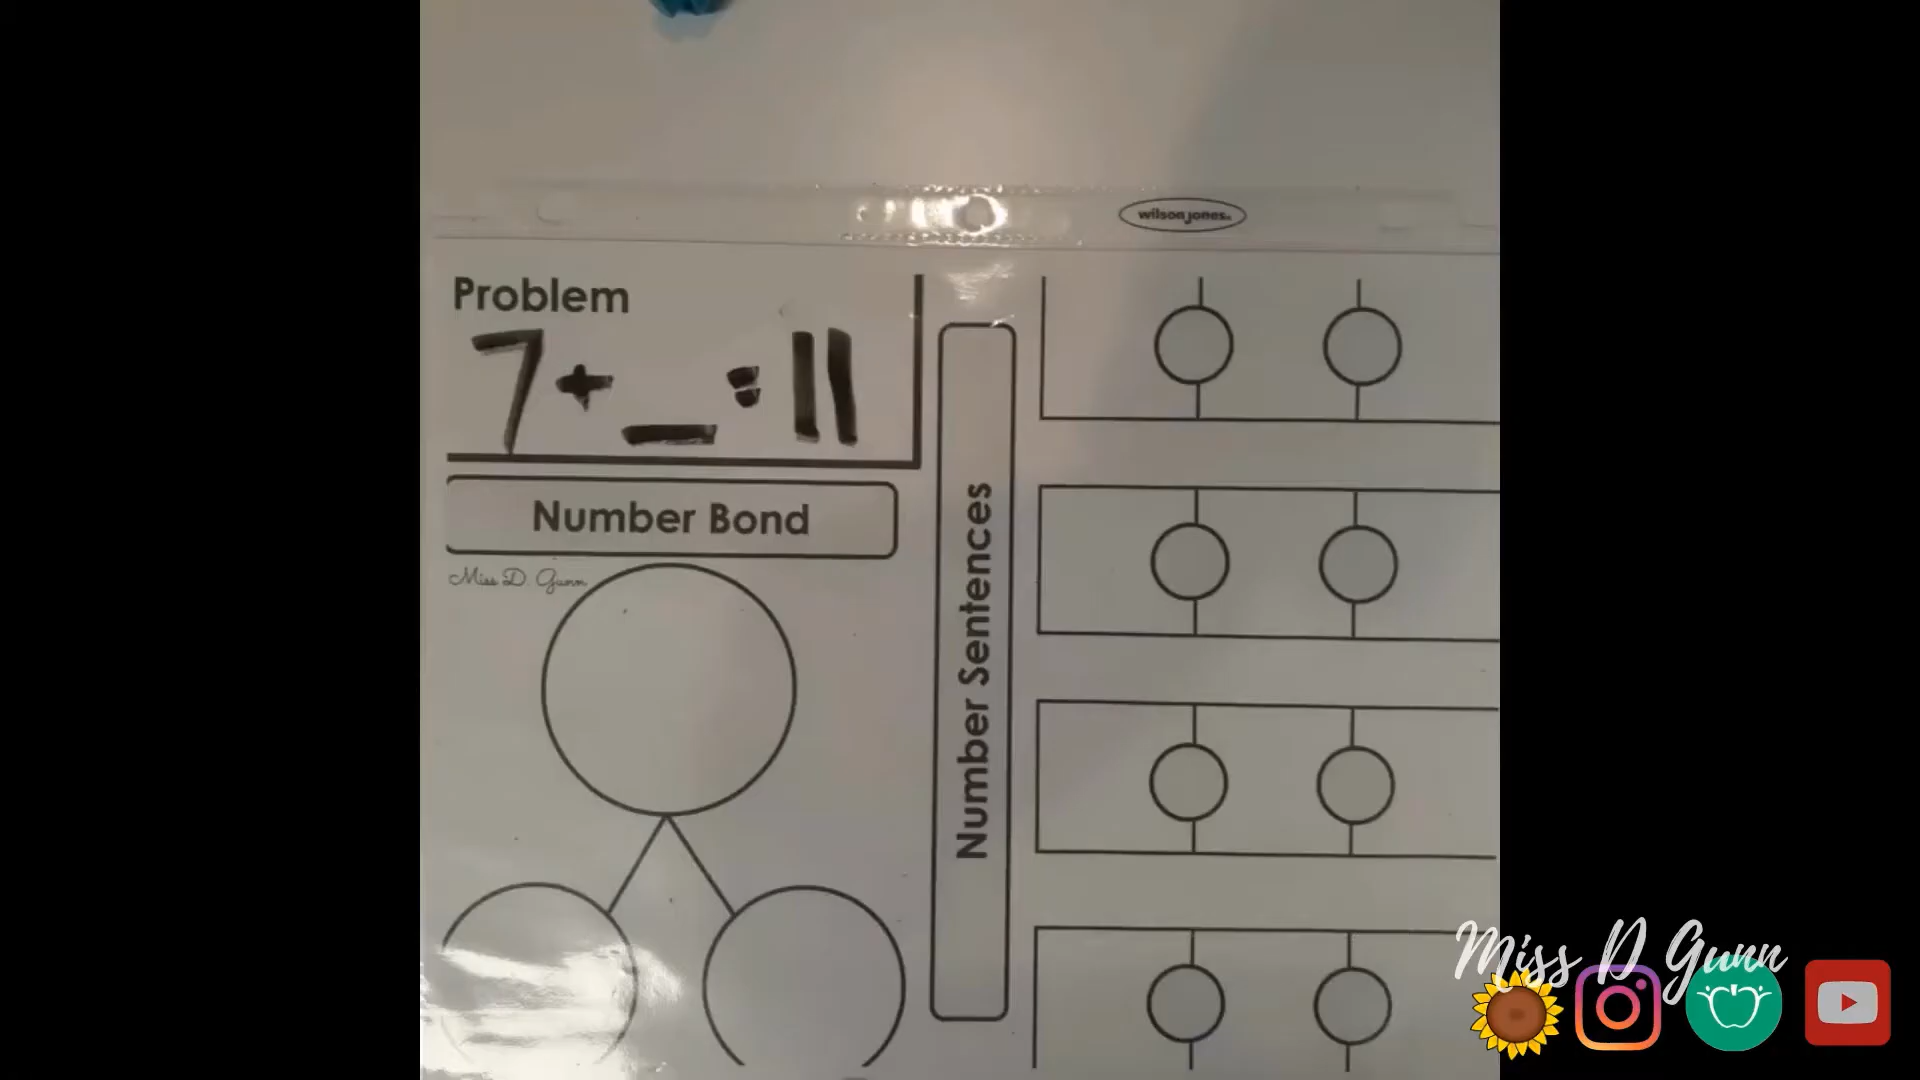 wilson jones
Problem
7 + _ = 11
Number Bond
Miss D. Gunn
Number Sentences
Miss D Gunn